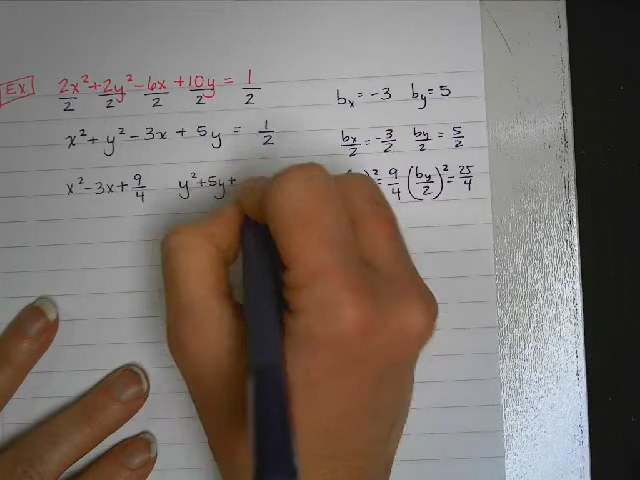 Ex 2x²/2 + 2y²/2 - 6x/2 + 10y/2 = 1/2
x² + y² - 3x + 5y = 1/2
x² - 3x + 9/4 y² + 5y +
bx = -3 by = 5
bx/2 = -3/2 by/2 = 5/2
)² = 9/4 (by/2)² = 25/4